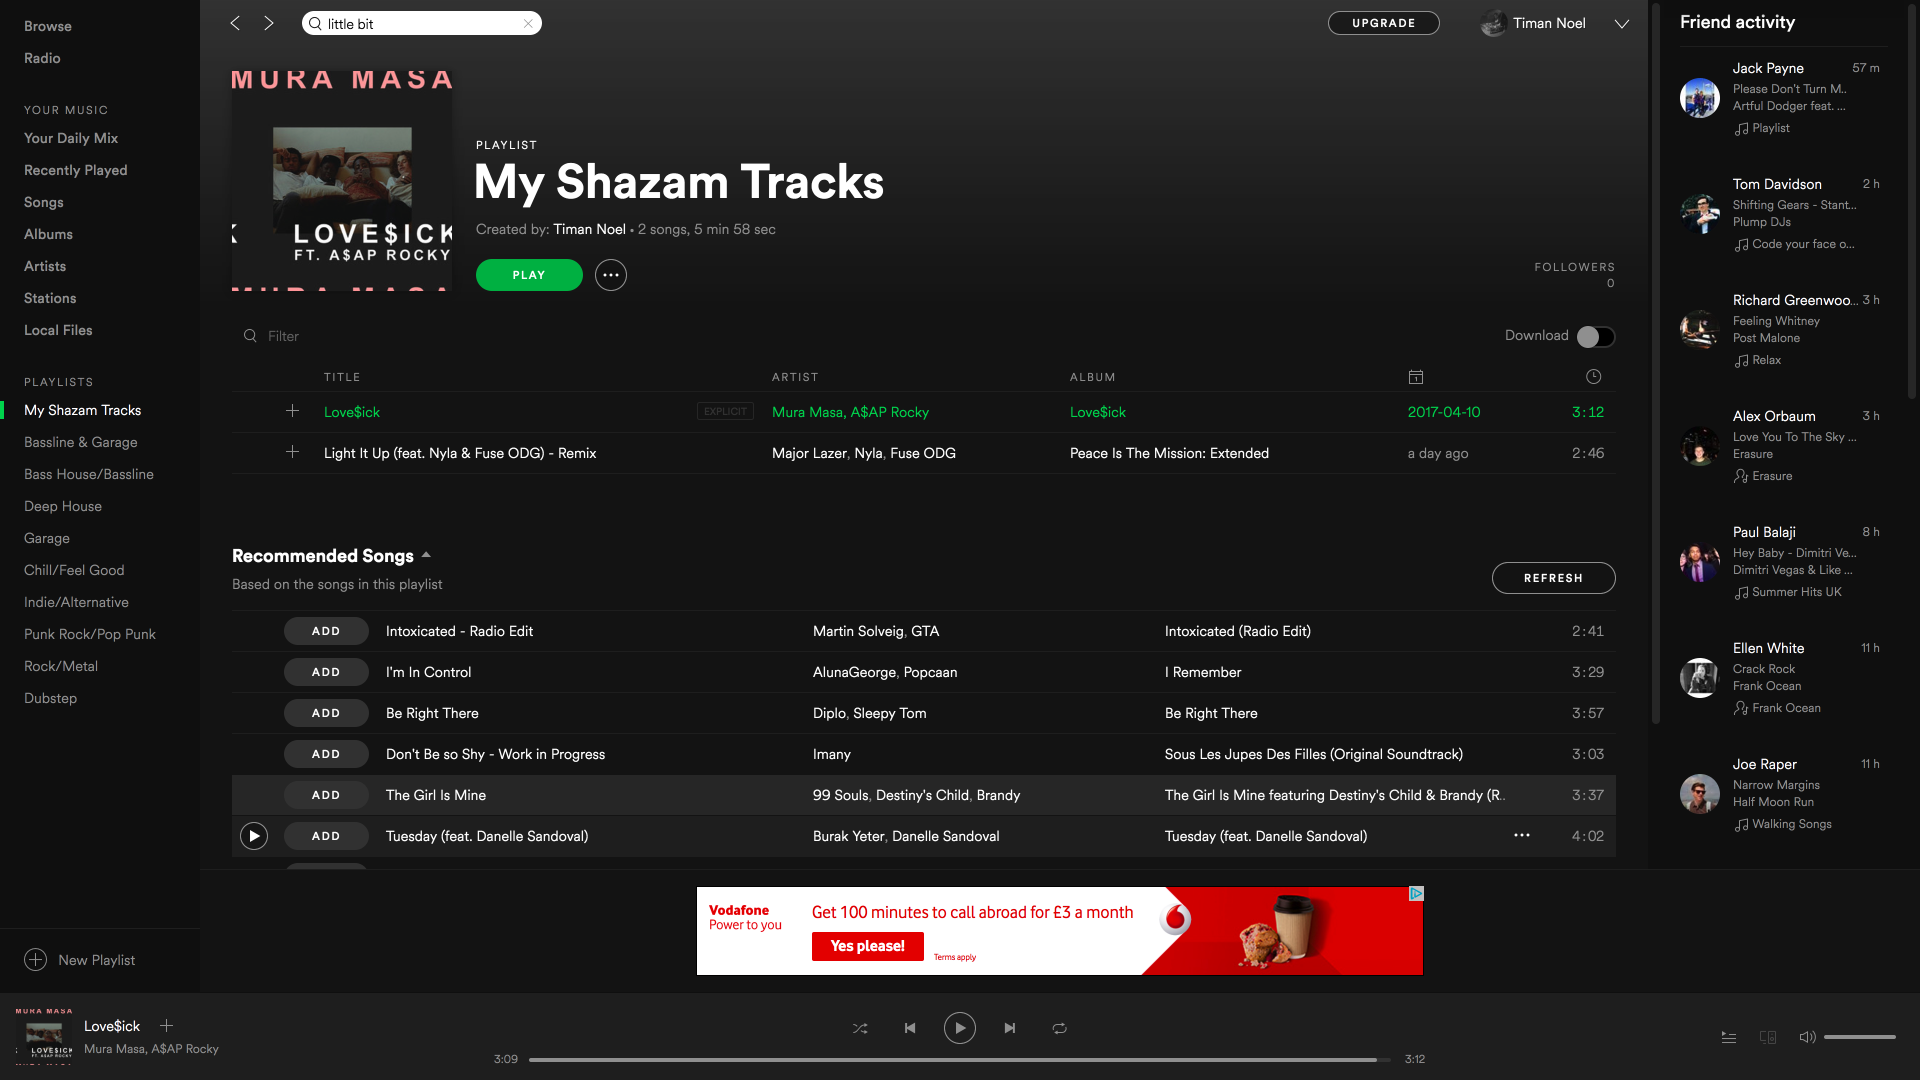 Browse
Radio
YOUR MUSIC
Your Daily Mix
Recently Played
Songs
Albums
Artists
Stations
Local Files
PLAYLISTS
My Shazam Tracks
Bassline & Garage
Bass House/Bassline
Deep House
Garage
Chill/Feel Good
Indie/Alternative
Punk Rock/Pop Punk
Rock/Metal
Dubstep
New Playlist
little bit
UPGRADE
Timan Noel
MURA MASA
K LOVE$ICK
FT. A$AP ROCKY
MURA MASA
PLAYLIST
My Shazam Tracks
Created by: Timan Noel • 2 songs, 5 min 58 sec
PLAY
FOLLOWERS
0
Filter
Download
TITLE ARTIST ALBUM
Love$ick EXPLICIT Mura Masa, A$AP Rocky Love$ick 2017-04-10 3:12
Light It Up (feat. Nyla & Fuse ODG) - Remix Major Lazer, Nyla, Fuse ODG Peace Is The Mission: Extended a day ago 2:46
Recommended Songs
Based on the songs in this playlist
REFRESH
ADD Intoxicated - Radio Edit Martin Solveig, GTA Intoxicated (Radio Edit) 2:41
ADD I'm In Control AlunaGeorge, Popcaan I Remember 3:29
ADD Be Right There Diplo, Sleepy Tom Be Right There 3:57
ADD Don't Be so Shy - Work in Progress Imany Sous Les Jupes Des Filles (Original Soundtrack) 3:03
ADD The Girl Is Mine 99 Souls, Destiny's Child, Brandy The Girl Is Mine featuring Destiny's Child & Brandy (R.. 3:37
ADD Tuesday (feat. Danelle Sandoval) Burak Yeter, Danelle Sandoval Tuesday (feat. Danelle Sandoval) ... 4:02
Friend activity
Jack Payne 57 m
Please Don't Turn M..
Artful Dodger feat. ...
Playlist
Tom Davidson 2 h
Shifting Gears - Stant...
Plump DJs
Code your face o...
Richard Greenwoo... 3 h
Feeling Whitney
Post Malone
Relax
Alex Orbaum 3 h
Love You To The Sky ...
Erasure
Erasure
Paul Balaji 8 h
Hey Baby - Dimitri Ve...
Dimitri Vegas & Like ...
Summer Hits UK
Ellen White 11 h
Crack Rock
Frank Ocean
Frank Ocean
Joe Raper 11 h
Narrow Margins
Half Moon Run
Walking Songs
Vodafone
Power to you
Get 100 minutes to call abroad for £3 a month
Yes please!
Terms apply
MURA MASA
LOVE$ICK
FT. A$AP ROCKY
Love$ick
Mura Masa, A$AP Rocky
3:09 3:12